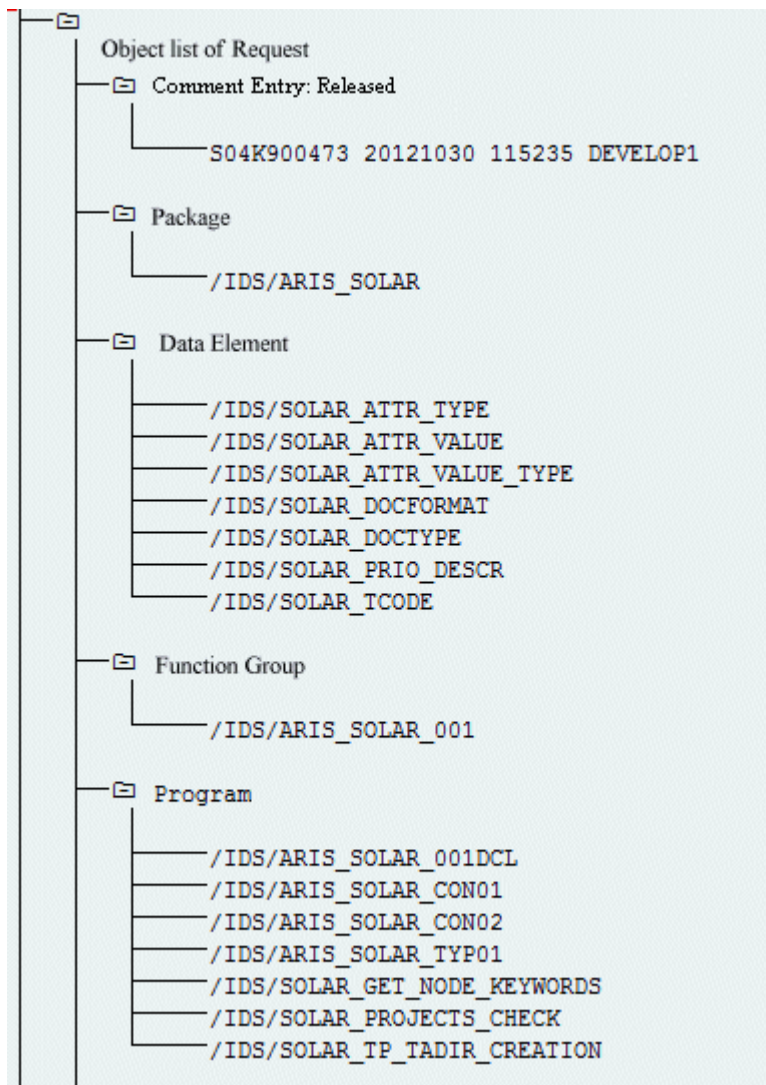 Object list of Request
Comment Entry: Released
S04K900473 20121030 115235 DEVELOP1
Package
/IDS/ARIS_SOLAR
Data Element
/IDS/SOLAR_ATTR_TYPE
/IDS/SOLAR_ATTR_VALUE
/IDS/SOLAR_ATTR_VALUE_TYPE
/IDS/SOLAR_DOCFORMAT
/IDS/SOLAR_DOCTYPE
/IDS/SOLAR_PRIO_DESCR
/IDS/SOLAR_TCODE
Function Group
/IDS/ARIS_SOLAR_001
Program
/IDS/ARIS_SOLAR_001DCL
/IDS/ARIS_SOLAR_CON01
/IDS/ARIS_SOLAR_CON02
/IDS/ARIS_SOLAR_TYP01
/IDS/SOLAR_GET_NODE_KEYWORDS
/IDS/SOLAR_PROJECTS_CHECK
/IDS/SOLAR_TP_TADIR_CREATION